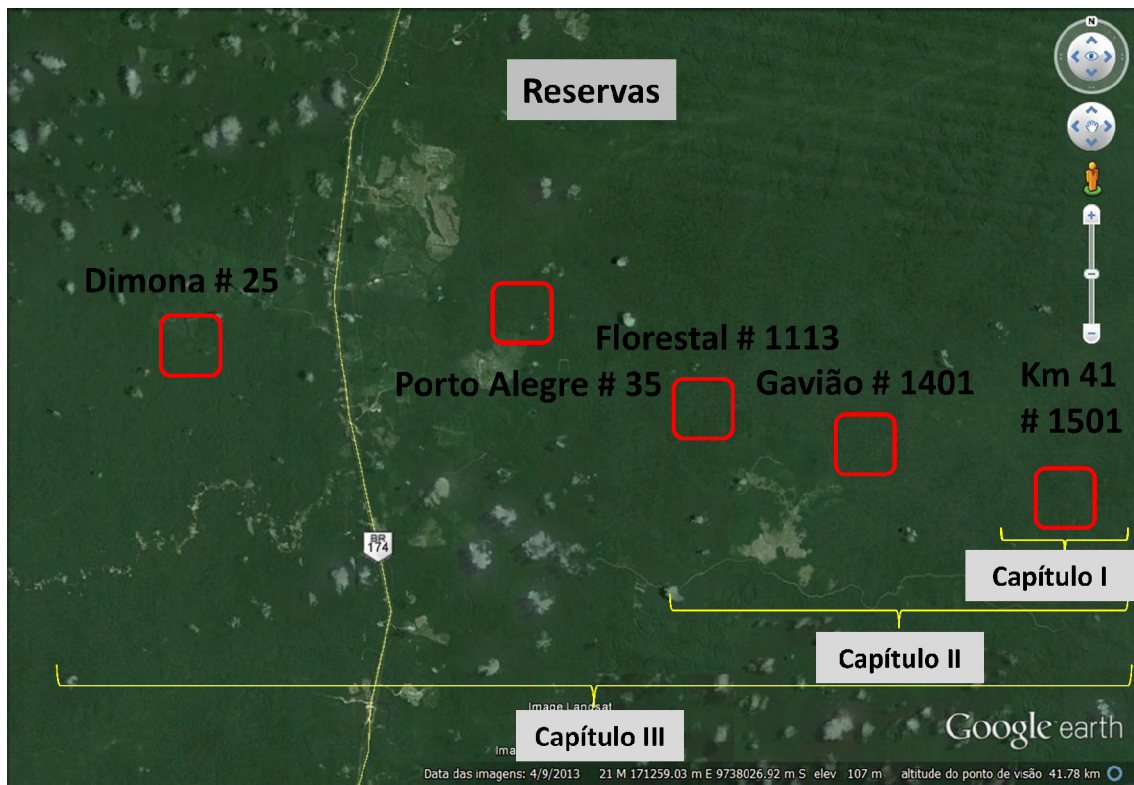 N
Reservas
Dimona # 25
Florestal # 1113
Porto Alegre # 35
Gavião # 1401
Km 41
# 1501
BR
174
Capítulo I
Capítulo II
Image Landsat
Capítulo III
Google earth
Data das imagens: 4/9/2013 21 M 171259.03 m E 9738026.92 m S elev 107 m altitude do ponto de visão 41.78 km